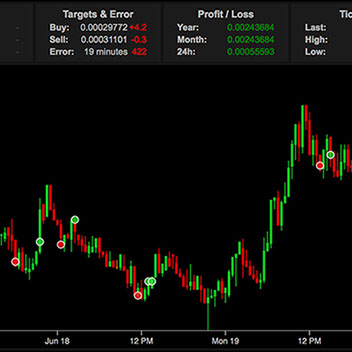 Targets & Error
Profit / Loss
Tic
Buy: 0.00029772 +4.2
Year: 0.00243684
Last:
Sell: 0.00031101 -0.3
Month: 0.00243684
High:
Error: 19 minutes 422
24h: 0.00055593
Low:
Jun 18
12 PM
Mon 19
12 PM